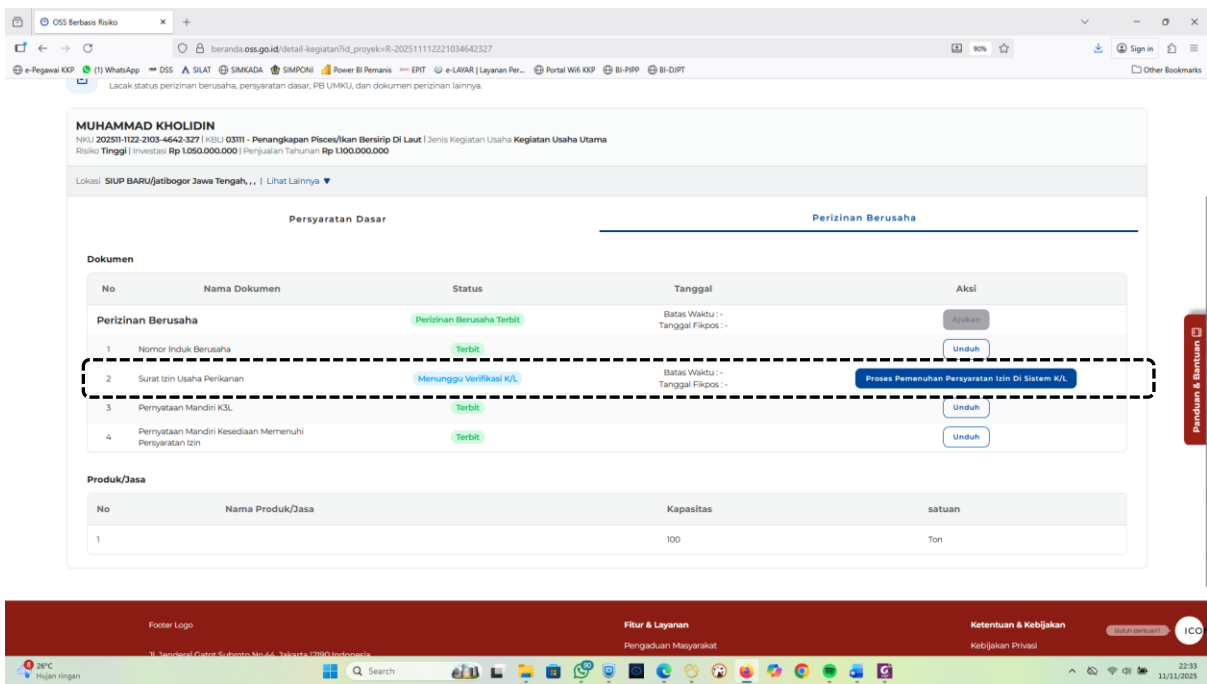 OSS Berbasis Risiko
beranda.oss.go.id/detail-kegiatan?id_proyek=R-202511112221034642327
90%
Sign in
e-Pegawai KKP
(1) WhatsApp
DSS
SILAT
SIMKADA
SIMPONI
Power BI Pemanis
EPIT
e-LAYAR | Layanan Per...
Portal Wifi KKP
BI-PIPP
BI-DJPT
Other Bookmarks
Lacak status perizinan berusaha, persyaratan dasar, PB UMKU, dan dokumen perizinan lainnya.
MUHAMMAD KHOLIDIN
NKU 202511-1122-2103-4642-327 | KBLI 03111 - Penangkapan Pisces/Ikan Bersirip Di Laut | Jenis Kegiatan Usaha Kegiatan Usaha Utama
Risiko Tinggi | Investasi Rp 1.050.000.000 | Penjualan Tahunan Rp 1.100.000.000
Lokasi SIUP BARU/jatibogor Jawa Tengah, , , | Lihat Lainnya ▼
Persyaratan Dasar
Perizinan Berusaha
Dokumen
No Nama Dokumen Status Tanggal Aksi
Perizinan Berusaha Perizinan Berusaha Terbit Batas Waktu : - Ajukan
Tanggal Fikpos : -
1 Nomor Induk Berusaha Terbit Unduh
2 Surat Izin Usaha Perikanan Menunggu Verifikasi K/L Batas Waktu : - Proses Pemenuhan Persyaratan Izin Di Sistem K/L
Tanggal Fikpos : -
3 Pernyataan Mandiri K3L Terbit Unduh
4 Pernyataan Mandiri Kesediaan Memenuhi Persyaratan Izin Terbit Unduh
Panduan & Bantuan
Produk/Jasa
No Nama Produk/Jasa Kapasitas satuan
1 100 Ton
Footer Logo
Fitur & Layanan
Ketentuan & Kebijakan
Butuh Bantuan?
ICO
Jl. Jenderal Gatot Subroto No.44, Jakarta 12190 Indonesia
Pengaduan Masyarakat
Kebijakan Privasi
26°C
Hujan ringan
Search
22:33
11/11/2025